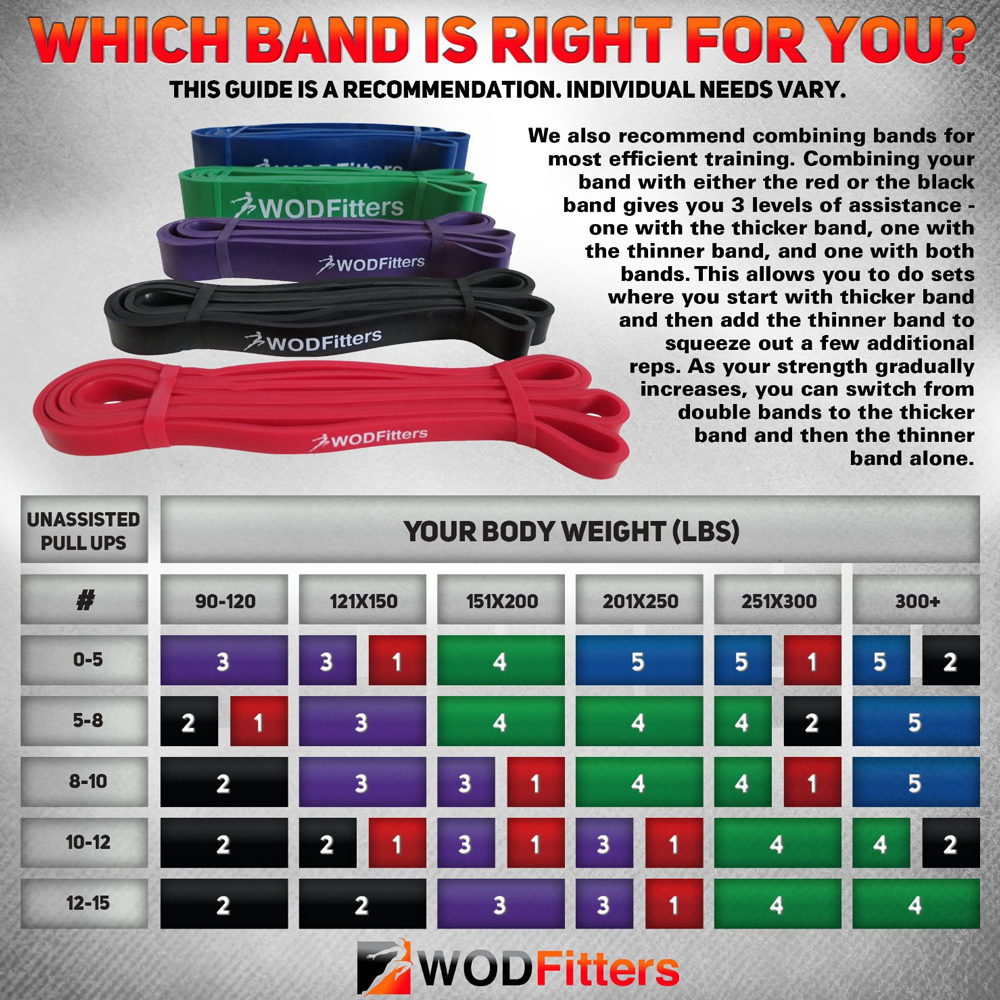 WHICH BAND IS RIGHT FOR YOU?
THIS GUIDE IS A RECOMMENDATION. INDIVIDUAL NEEDS VARY.
We also recommend combining bands for
most efficient training. Combining your
band with either the red or the black
band gives you 3 levels of assistance -
one with the thicker band, one with
the thinner band, and one with both
bands. This allows you to do sets
where you start with thicker band
and then add the thinner band to
squeeze out a few additional
reps. As your strength gradually
increases, you can switch from
double bands to the thicker
band and then the thinner
band alone.
WODFitters
WODFitters
WODFitters
WODFitters
WODFitters
UNASSISTED
PULL UPS
YOUR BODY WEIGHT (LBS)
# 90-120 121X150 151X200 201X250 251X300 300+
0-5 3 3 1 4 5 5 1 5 2
5-8 2 1 3 4 4 4 2 5
8-10 2 3 3 1 4 4 1 5
10-12 2 2 1 3 1 3 1 4 4 2
12-15 2 2 3 3 1 4 4
WODFitters